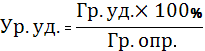 Ур. уд. = Гр. уд. × 100% / Гр. опр.